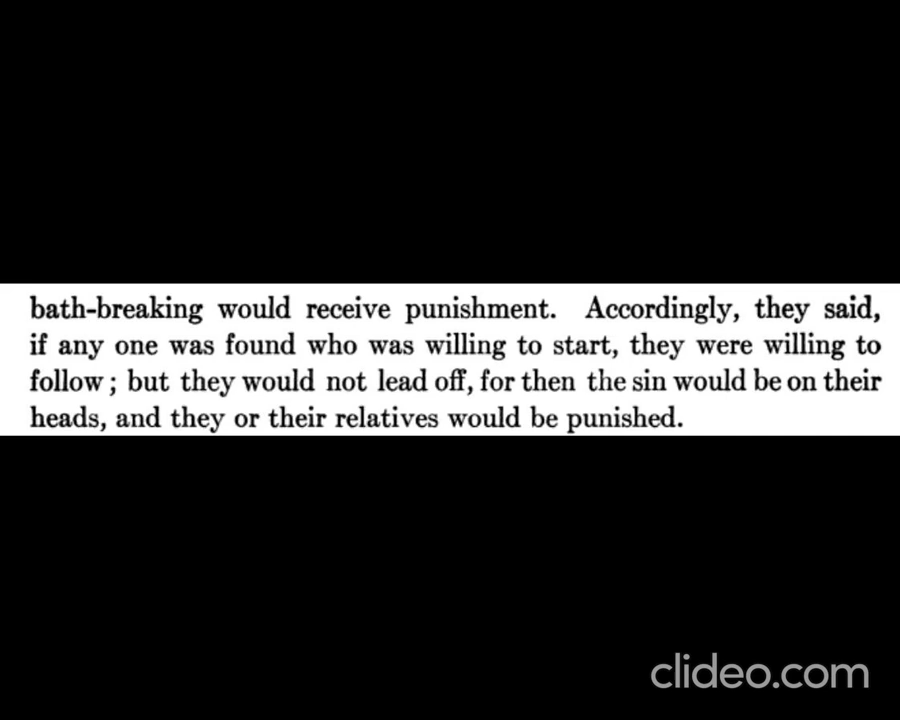 bath-breaking would receive punishment. Accordingly, they said,
if any one was found who was willing to start, they were willing to
follow; but they would not lead off, for then the sin would be on their
heads, and they or their relatives would be punished.
clideo.com